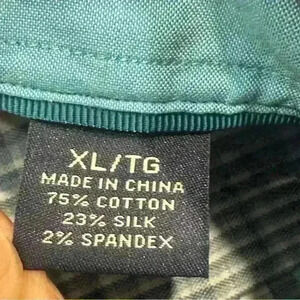 XL/TG
MADE IN CHINA
75% COTTON
23% SILK
2% SPANDEX